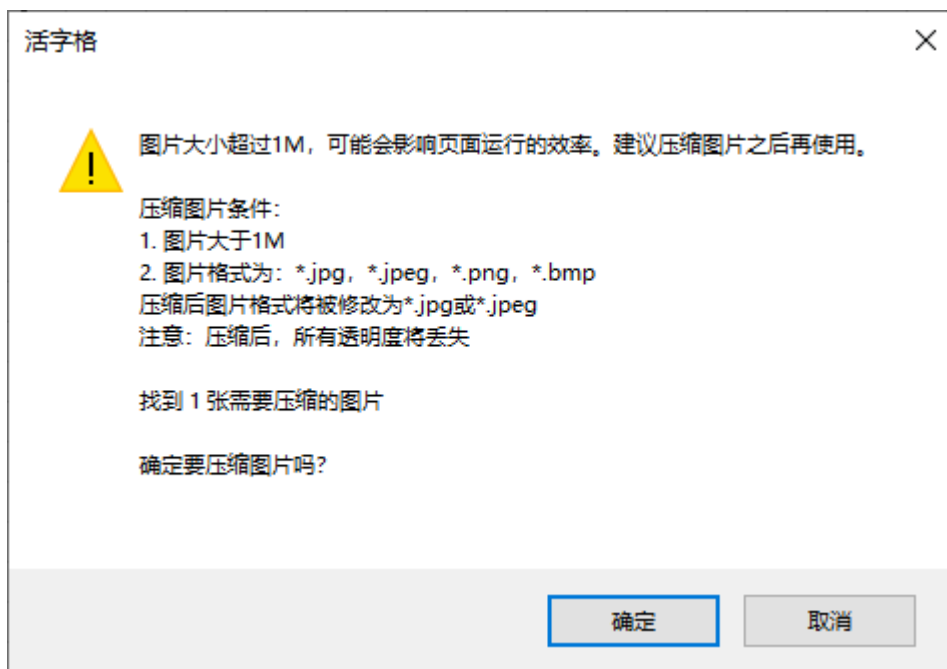 活字格
图片大小超过1M，可能会影响页面运行的效率。建议压缩图片之后再使用。
压缩图片条件：
1. 图片大于1M
2. 图片格式为：*.jpg，*.jpeg，*.png，*.bmp
压缩后图片格式将被修改为*.jpg或*.jpeg
注意：压缩后，所有透明度将丢失
找到 1 张需要压缩的图片
确定要压缩图片吗？
确定
取消